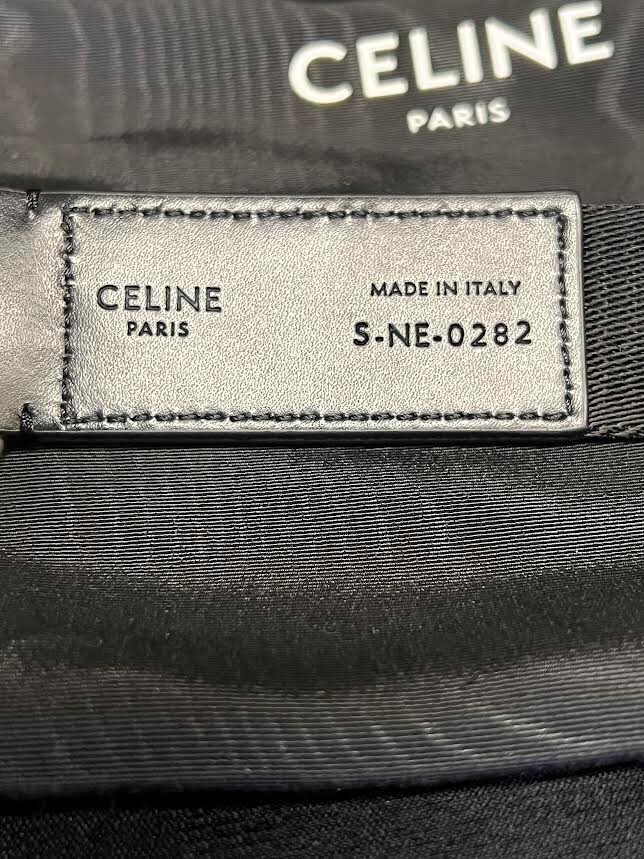 CELINE
PARIS
CELINE
PARIS
MADE IN ITALY
S-NE-0282